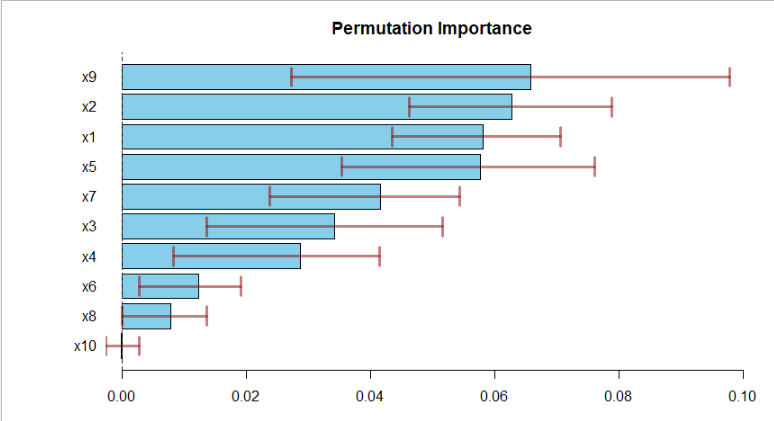 Permutation Importance
x9
x2
x1
x5
x7
x3
x4
x6
x8
x10
0.00 0.02 0.04 0.06 0.08 0.10